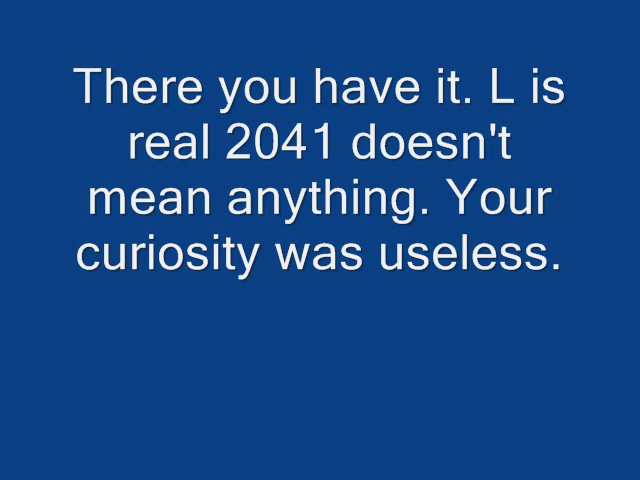 There you have it. L is
real 2041 doesn't
mean anything. Your
curiosity was useless.